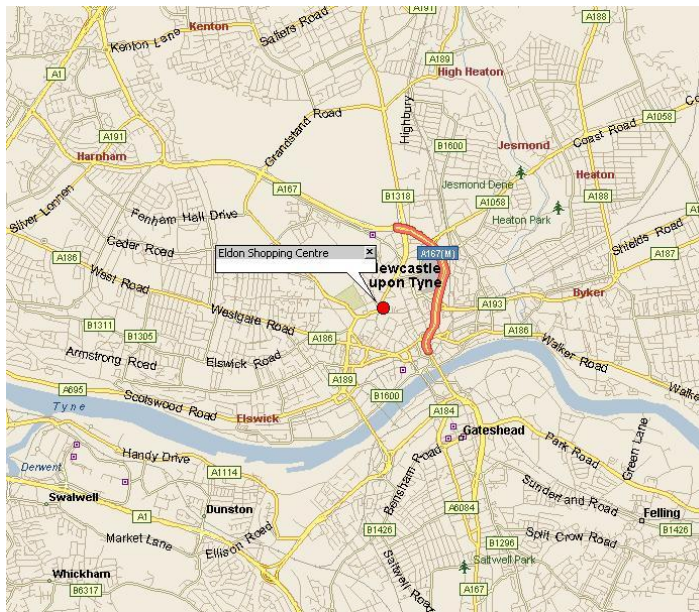 A191
A188
Kenton
Salters Road
Kenton Lane
A1
A189
High Heaton
A191
Grandstand Road
Highbury
A1058
Coast Road
Co
B1600
Jesmond
Harpham
Heaton
A167
B1318
Jesmond Dene
A188
Silver Lonnen
A1058
Heaton Park
Fenham Hall Drive
Shields Road
Cedar Road
A186
Eldon Shopping Centre
A167(M)
A187
West Road
Newcastle
upon Tyne
Byker
A193
Westgate Road
B1311
B1305
A186
A186
Walker Road
Armstrong Road
Elswick Road
A695
A189
Walke
Tyne
Scotswood Road
B1600
Elswick
A184
Green Lane
Gateshead
Park Road
Handy Drive
Bensham Road
Derwent
A1114
Sunderland Road
Swalwell
Dunston
A6084
Felling
A1
B1426
B1426
Market Lane
Ellison Road
Split Crow Road
B1296
Saltwell Road
Saltwell Park
Whickham
B6317
A167